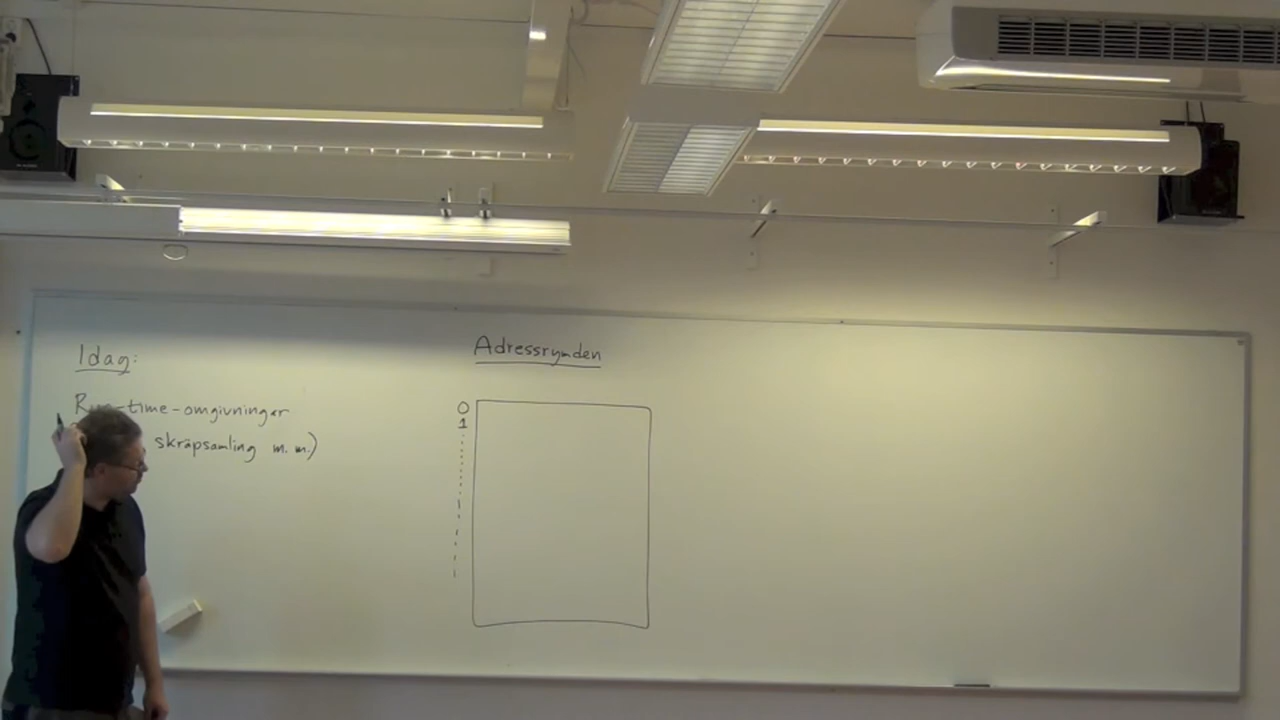 Idag:
Run-time-omgivningar
skräpsamling m.m.)
Adressrymden
0
1